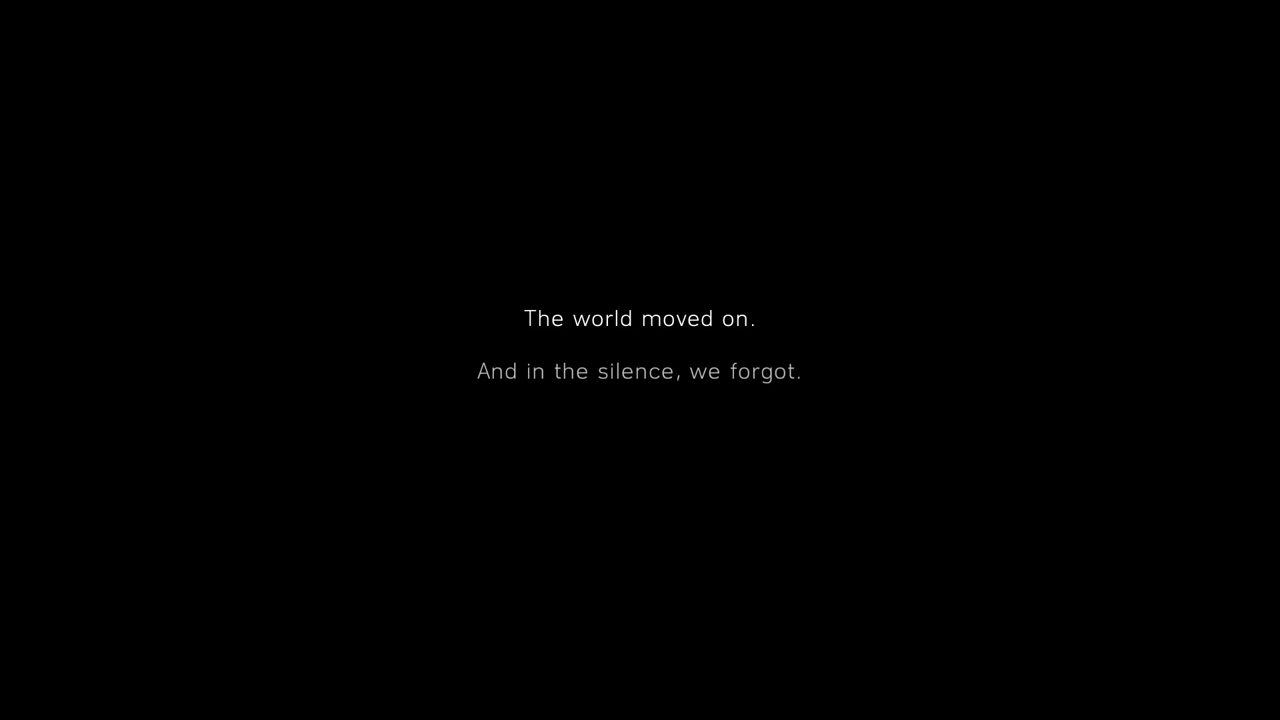 The world moved on.
And in the silence, we forgot.